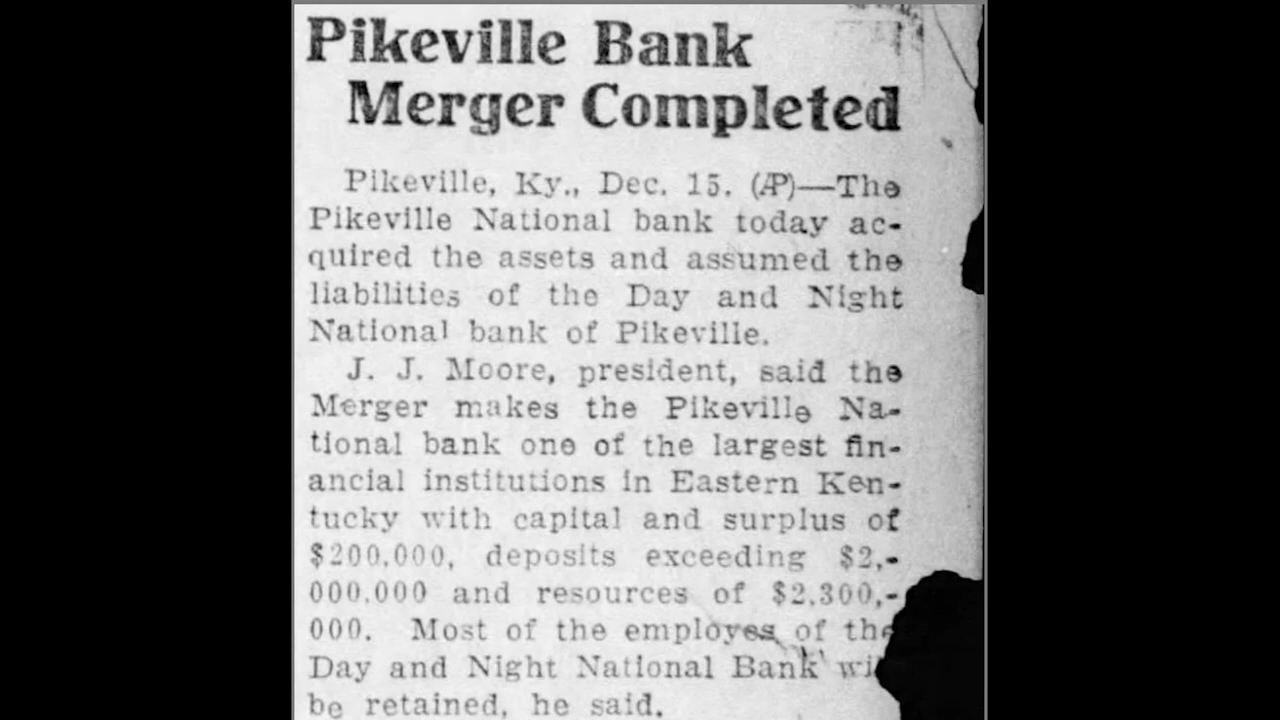 Pikeville Bank
Merger Completed
Pikeville, Ky., Dec. 15. (AP)—The
Pikeville National bank today ac-
quired the assets and assumed the
liabilities of the Day and Night
National bank of Pikeville.
J. J. Moore, president, said the
Merger makes the Pikeville Na-
tional bank one of the largest fin-
ancial institutions in Eastern Ken-
tucky with capital and surplus of
$200,000, deposits exceeding $2,-
000,000 and resources of $2,300,-
000. Most of the employes of the
Day and Night National Bank wil
be retained, he said.